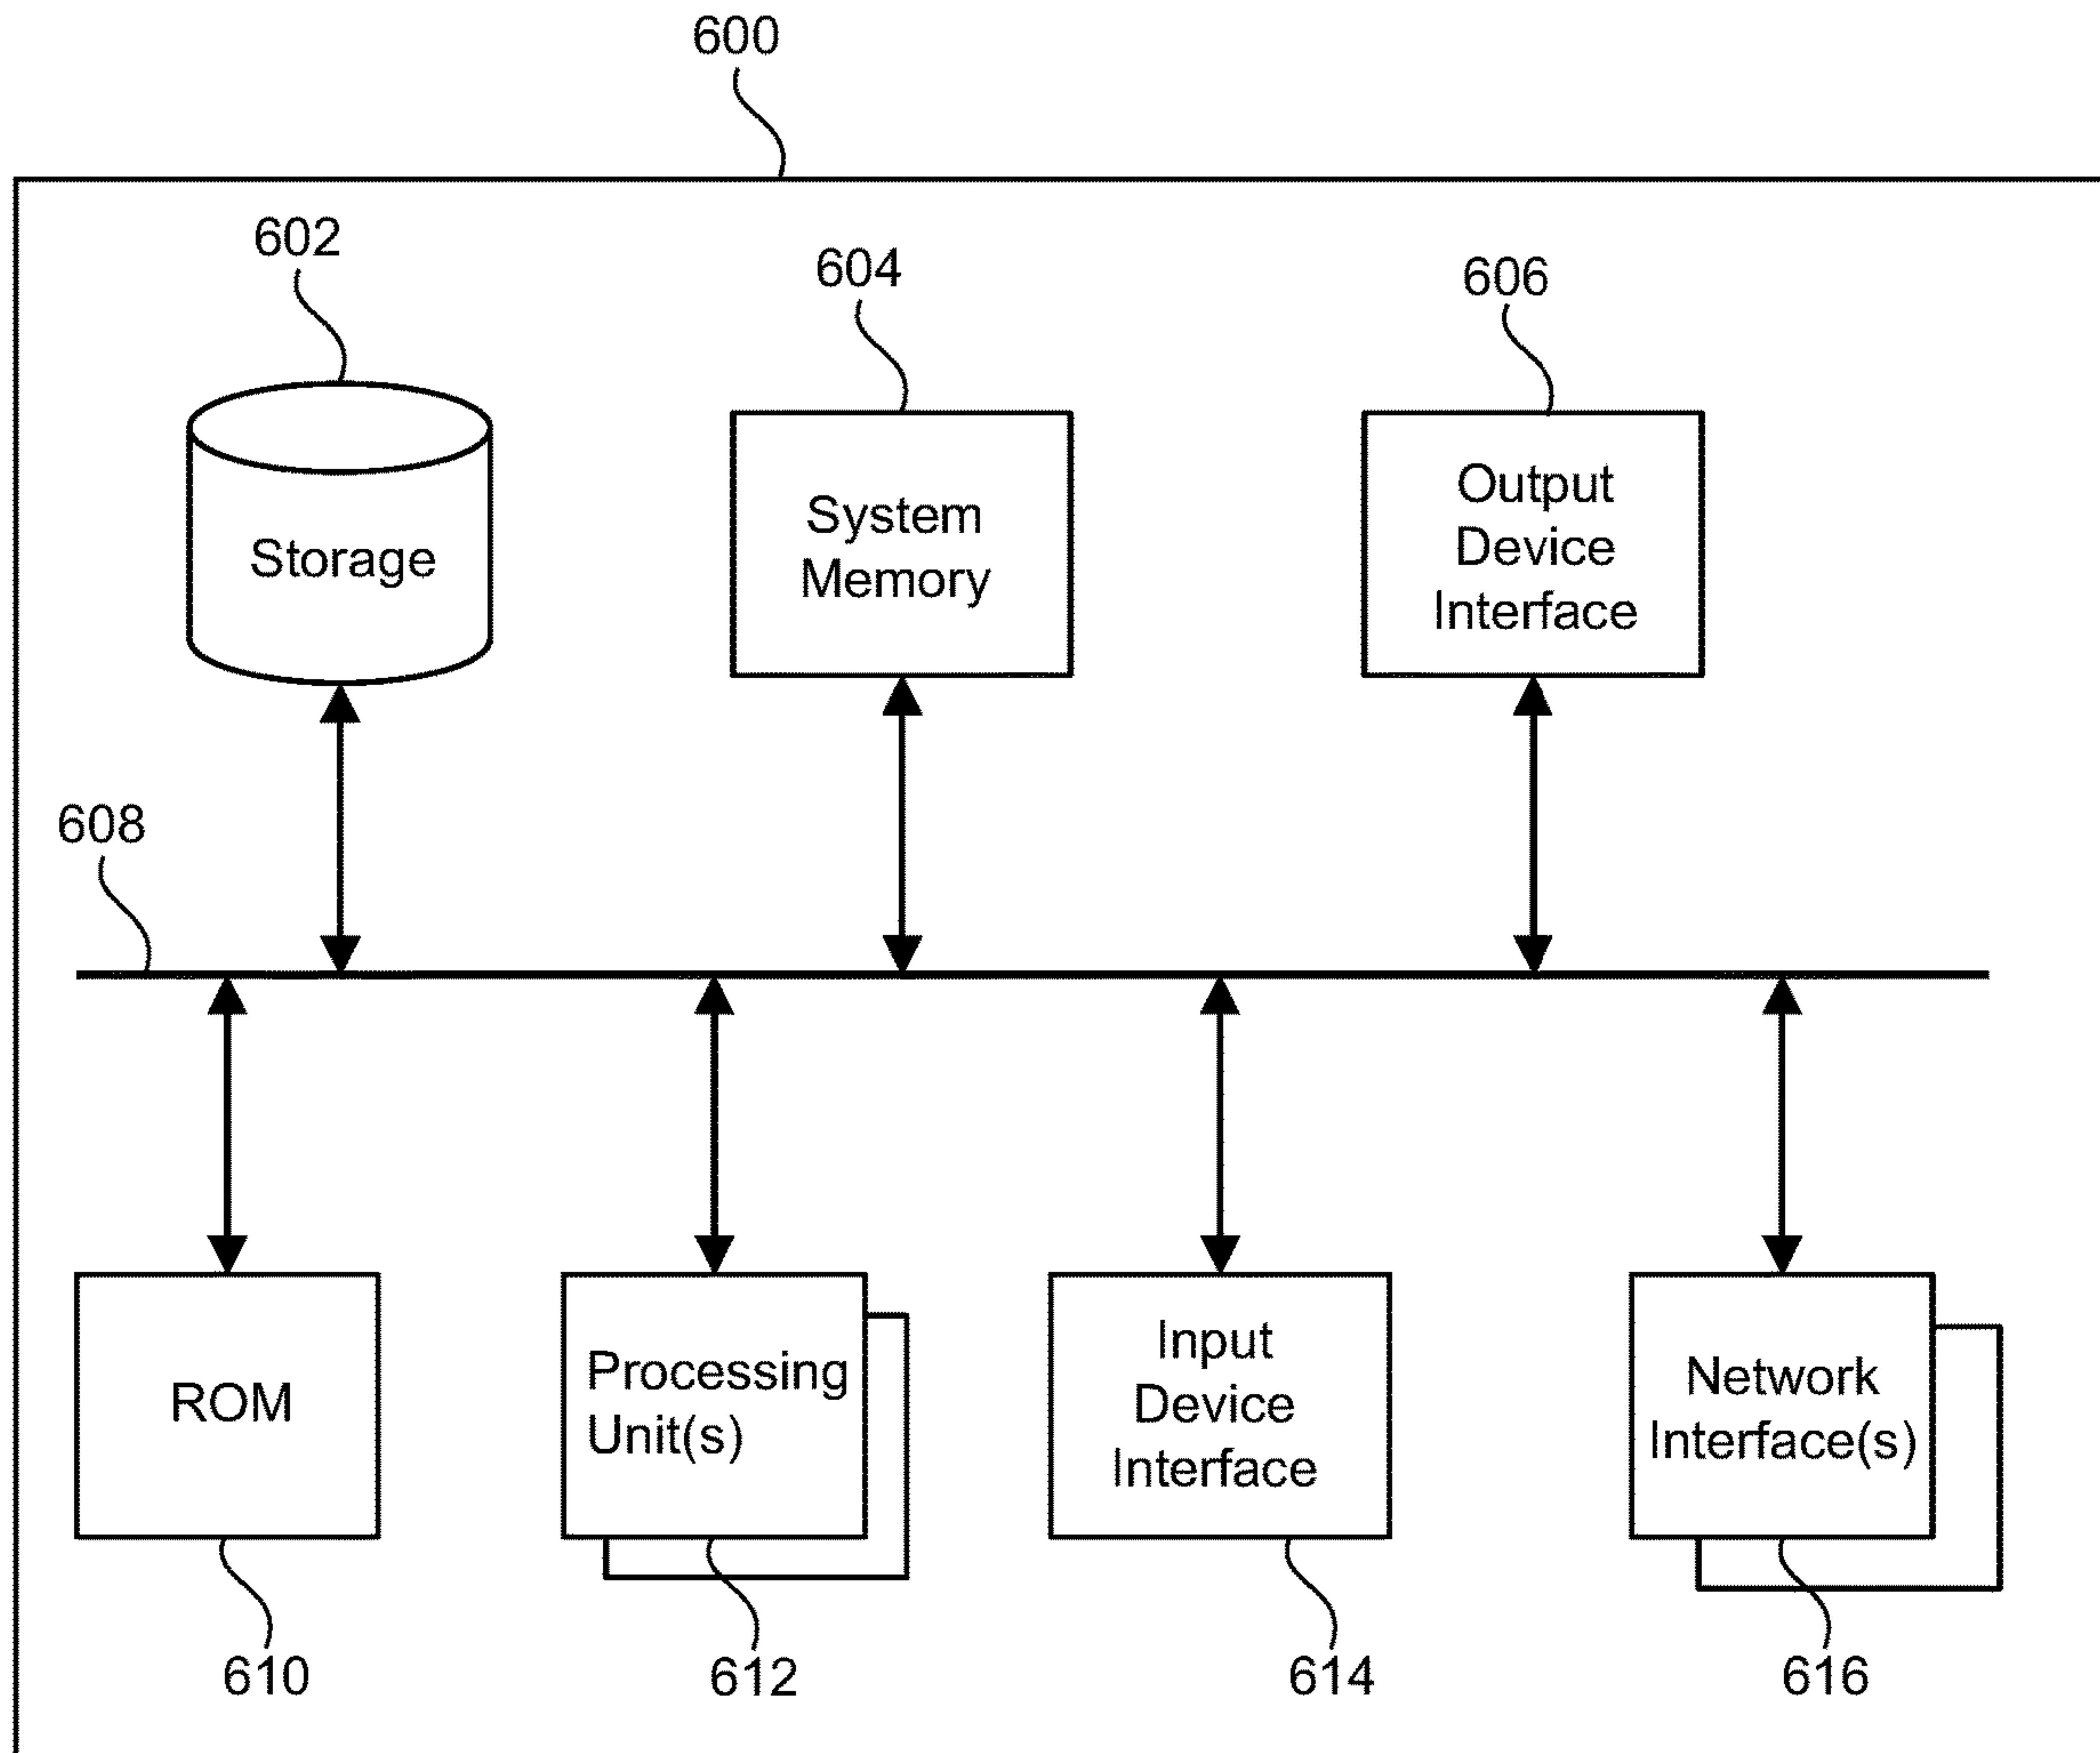 600
602
604
606
Storage
System
Memory
Output
Device
Interface
608
ROM
Processing
Unit(s)
Input
Device
Interface
Network
Interface(s)
610
612
614
616